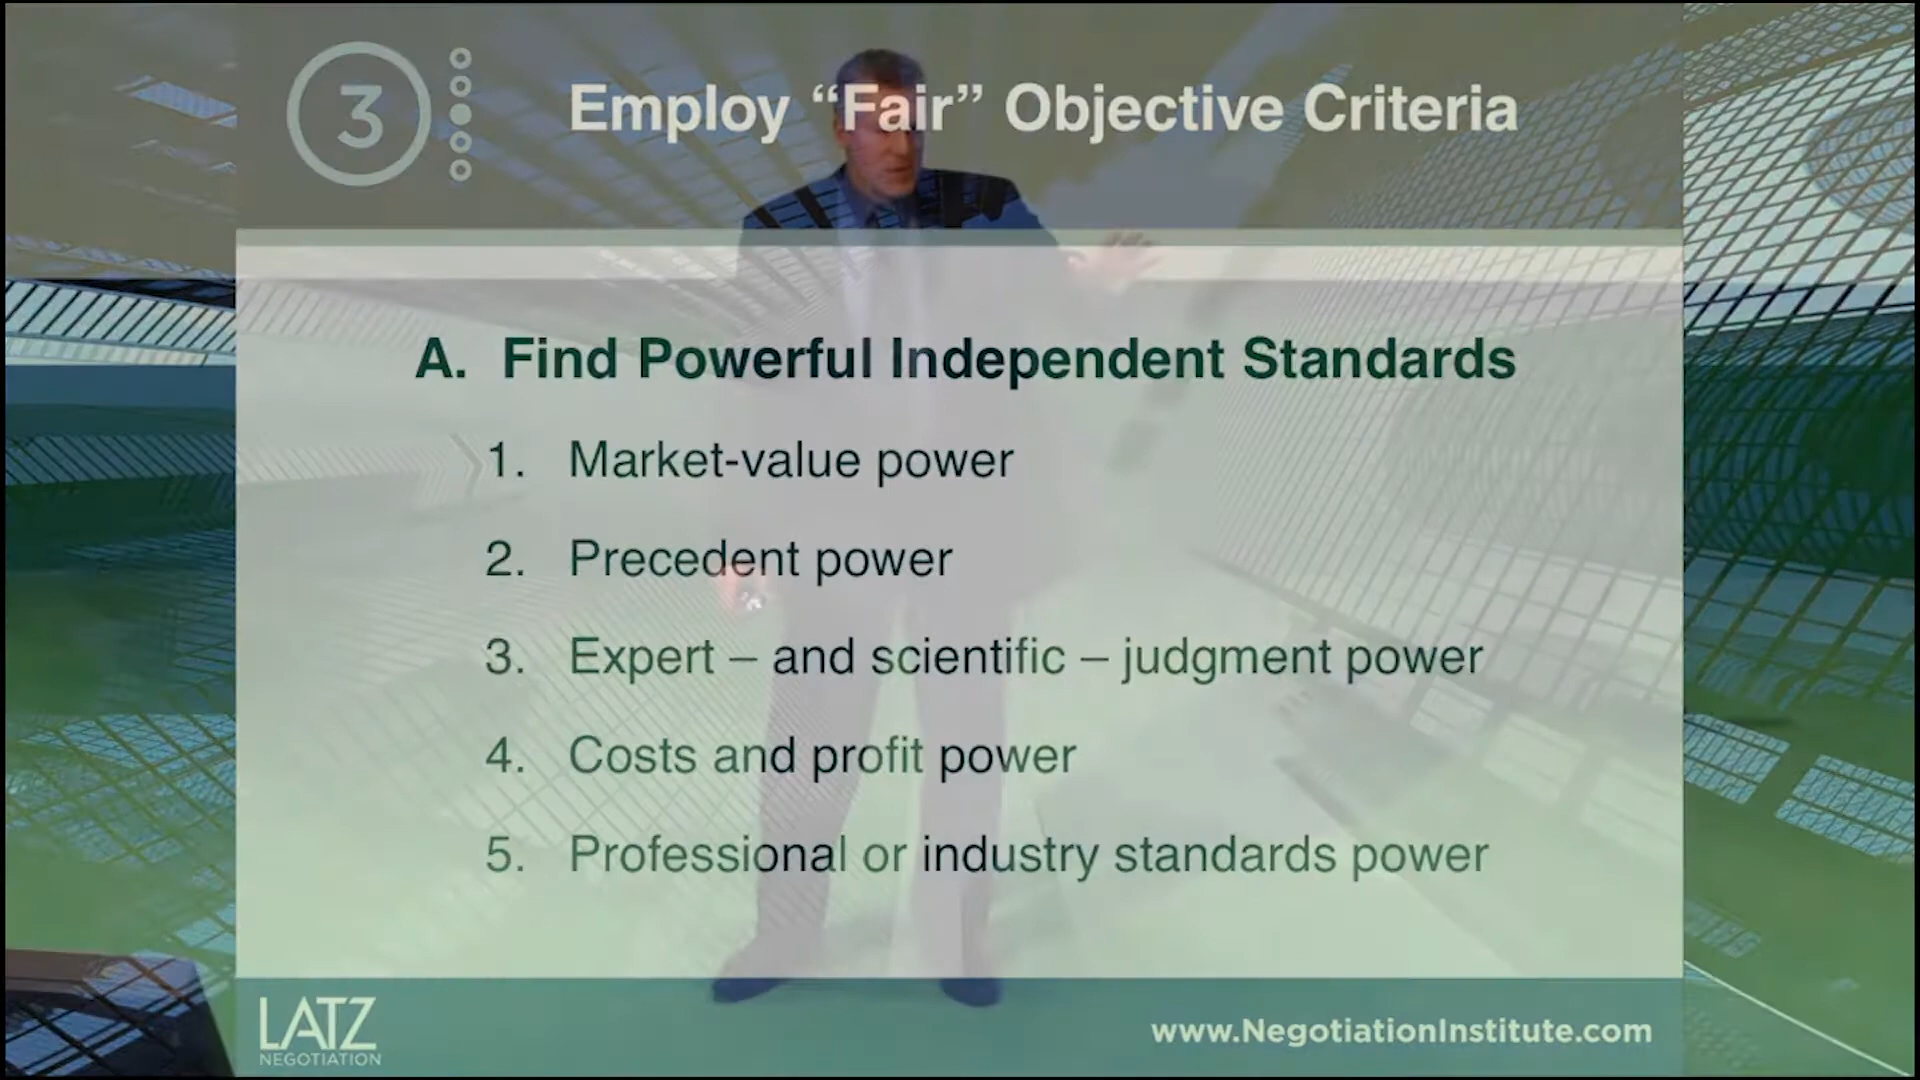 3
Employ “Fair” Objective Criteria
A. Find Powerful Independent Standards
1. Market-value power
2. Precedent power
3. Expert – and scientific – judgment power
4. Costs and profit power
5. Professional or industry standards power
LATZ
NEGOTIATION
www.NegotiationInstitute.com